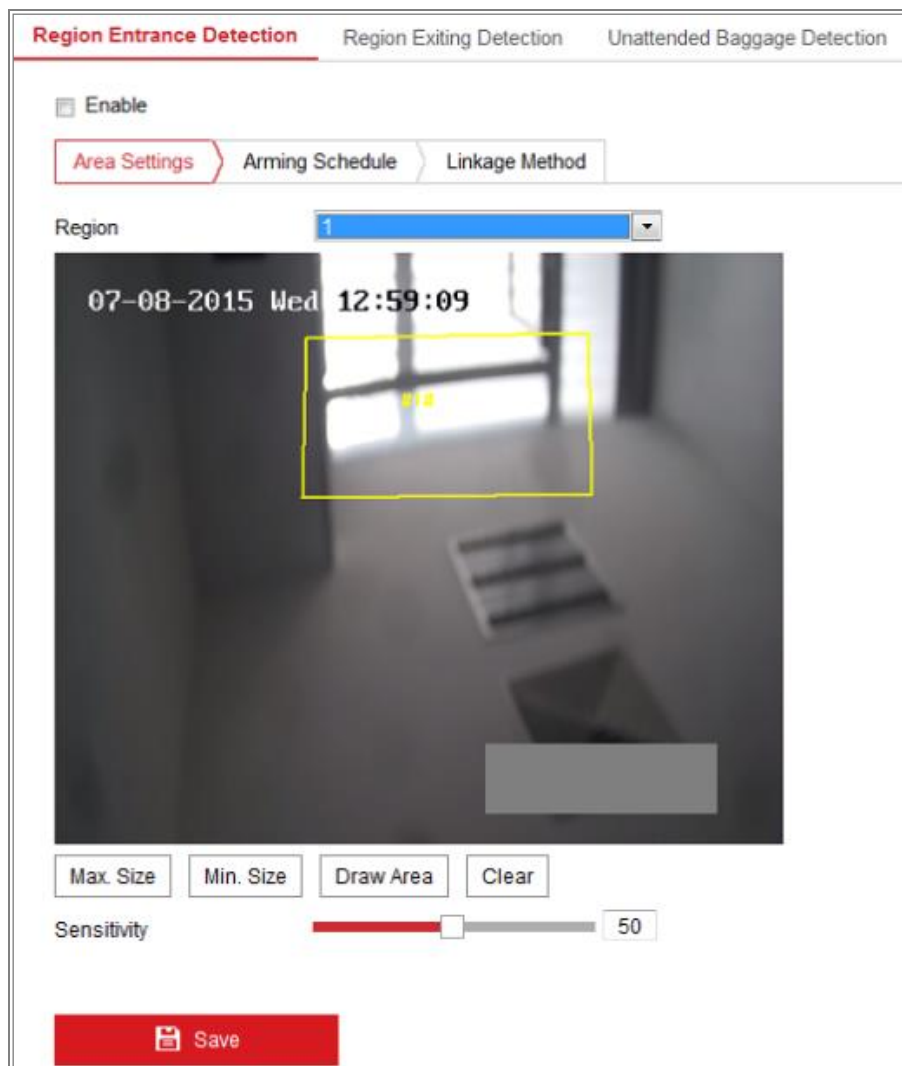 Region Entrance Detection Region Exiting Detection Unattended Baggage Detection
Enable
Area Settings Arming Schedule Linkage Method
Region 1
07-08-2015 Wed 12:59:09
#1#
Max. Size Min. Size Draw Area Clear
Sensitivity 50
Save